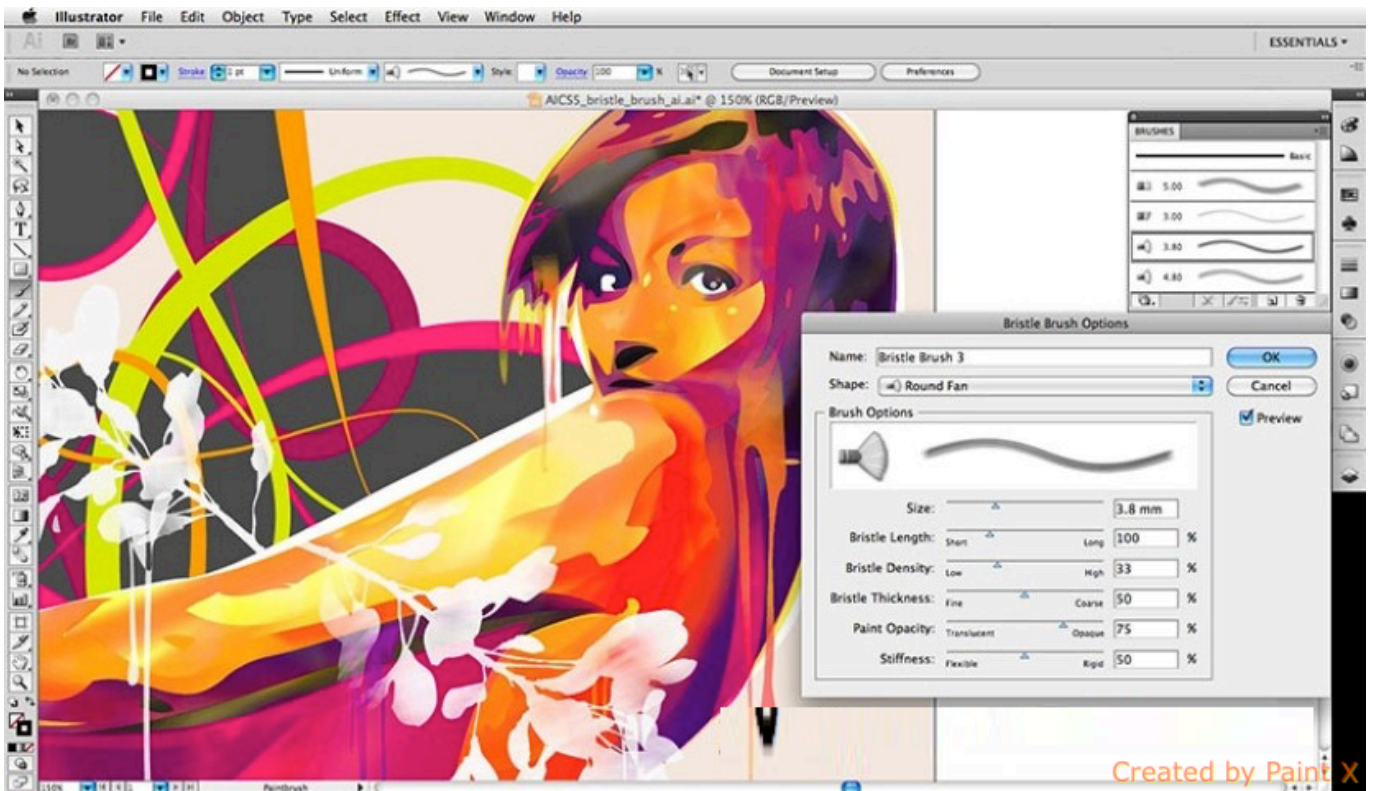 Illustrator File Edit Object Type Select Effect View Window Help
Ai Br ESSENTIALS
No Selection Stroke: 1 pt Uniform Style: Opacity: 100 % Document Setup Preferences
AICS5_bristle_brush_ai.ai* @ 150% (RGB/Preview)
BRUSHES
Basic
5.00
3.00
3.80
4.80
Bristle Brush Options
Name: Bristle Brush 3 OK
Shape: Round Fan Cancel
Brush Options Preview
Size: 3.8 mm
Bristle Length: Short Long 100 %
Bristle Density: Low High 33 %
Bristle Thickness: Fine Coarse 50 %
Paint Opacity: Translucent Opaque 75 %
Stiffness: Flexible Rigid 50 %
Created by Paint X
150% 1 Paintbrush